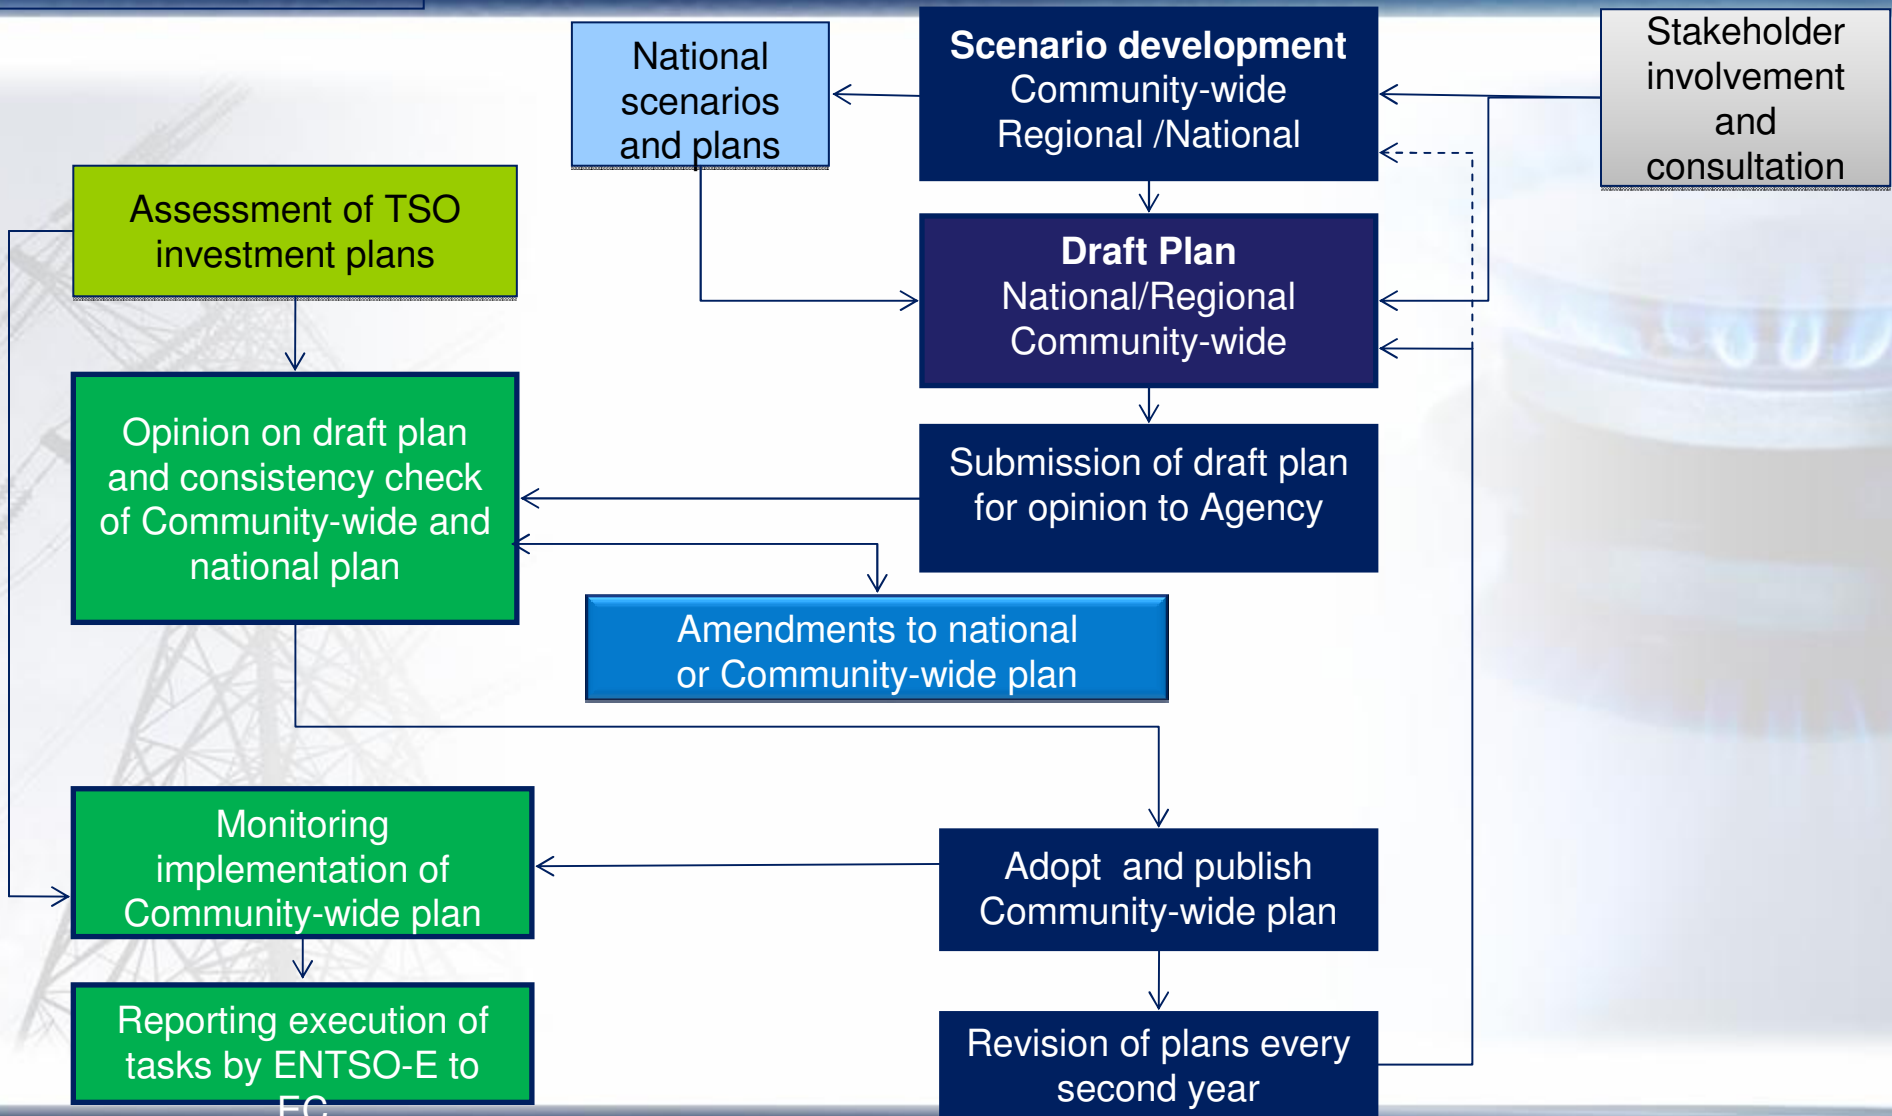 National
scenarios
and plans
Scenario development
Community-wide
Regional /National
Stakeholder
involvement
and
consultation
Assessment of TSO
investment plans
Draft Plan
National/Regional
Community-wide
Opinion on draft plan
and consistency check
of Community-wide and
national plan
Submission of draft plan
for opinion to Agency
Amendments to national
or Community-wide plan
Monitoring
implementation of
Community-wide plan
Adopt  and publish
Community-wide plan
Reporting execution of
tasks by ENTSO-E to
EC
Revision of plans every
second year